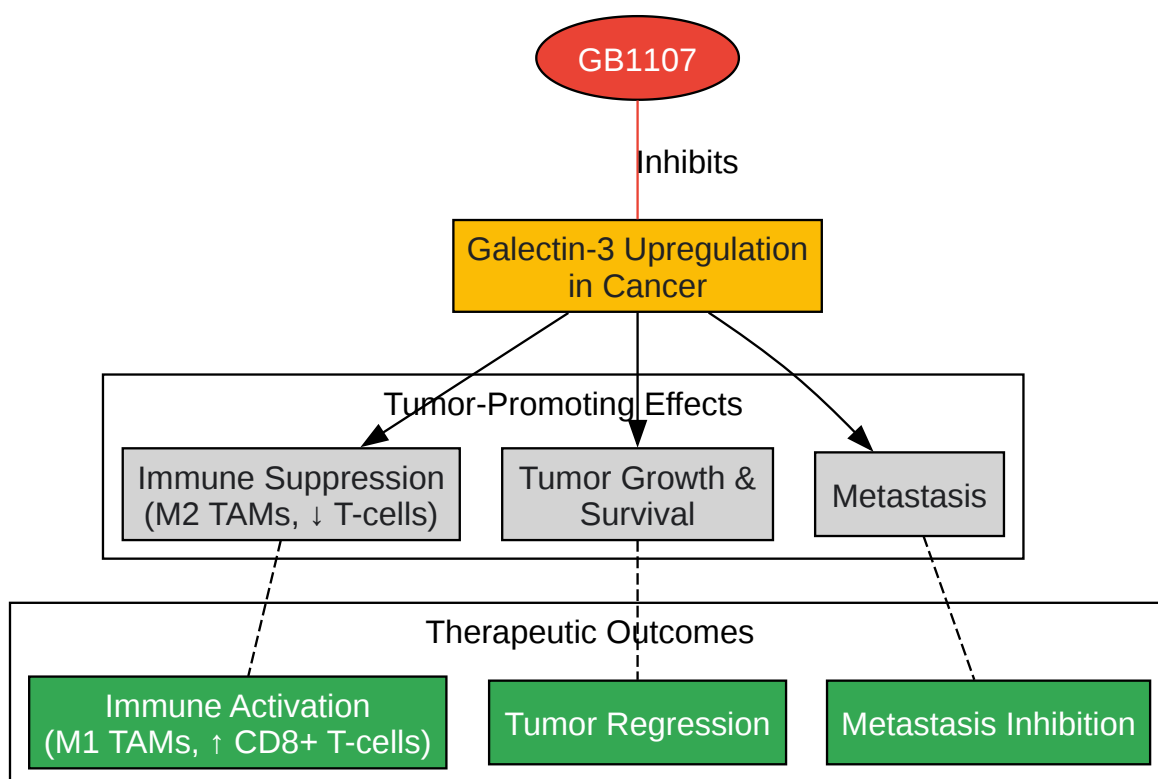 GB1107
Inhibits
Galectin-3 Upregulation
in Cancer
Tumor-Promoting Effects
Immune Suppression
(M2 TAMs, ↓ T-cells)
Tumor Growth &
Survival
Metastasis
Therapeutic Outcomes
Immune Activation
(M1 TAMs, ↑ CD8+ T-cells)
Tumor Regression
Metastasis Inhibition